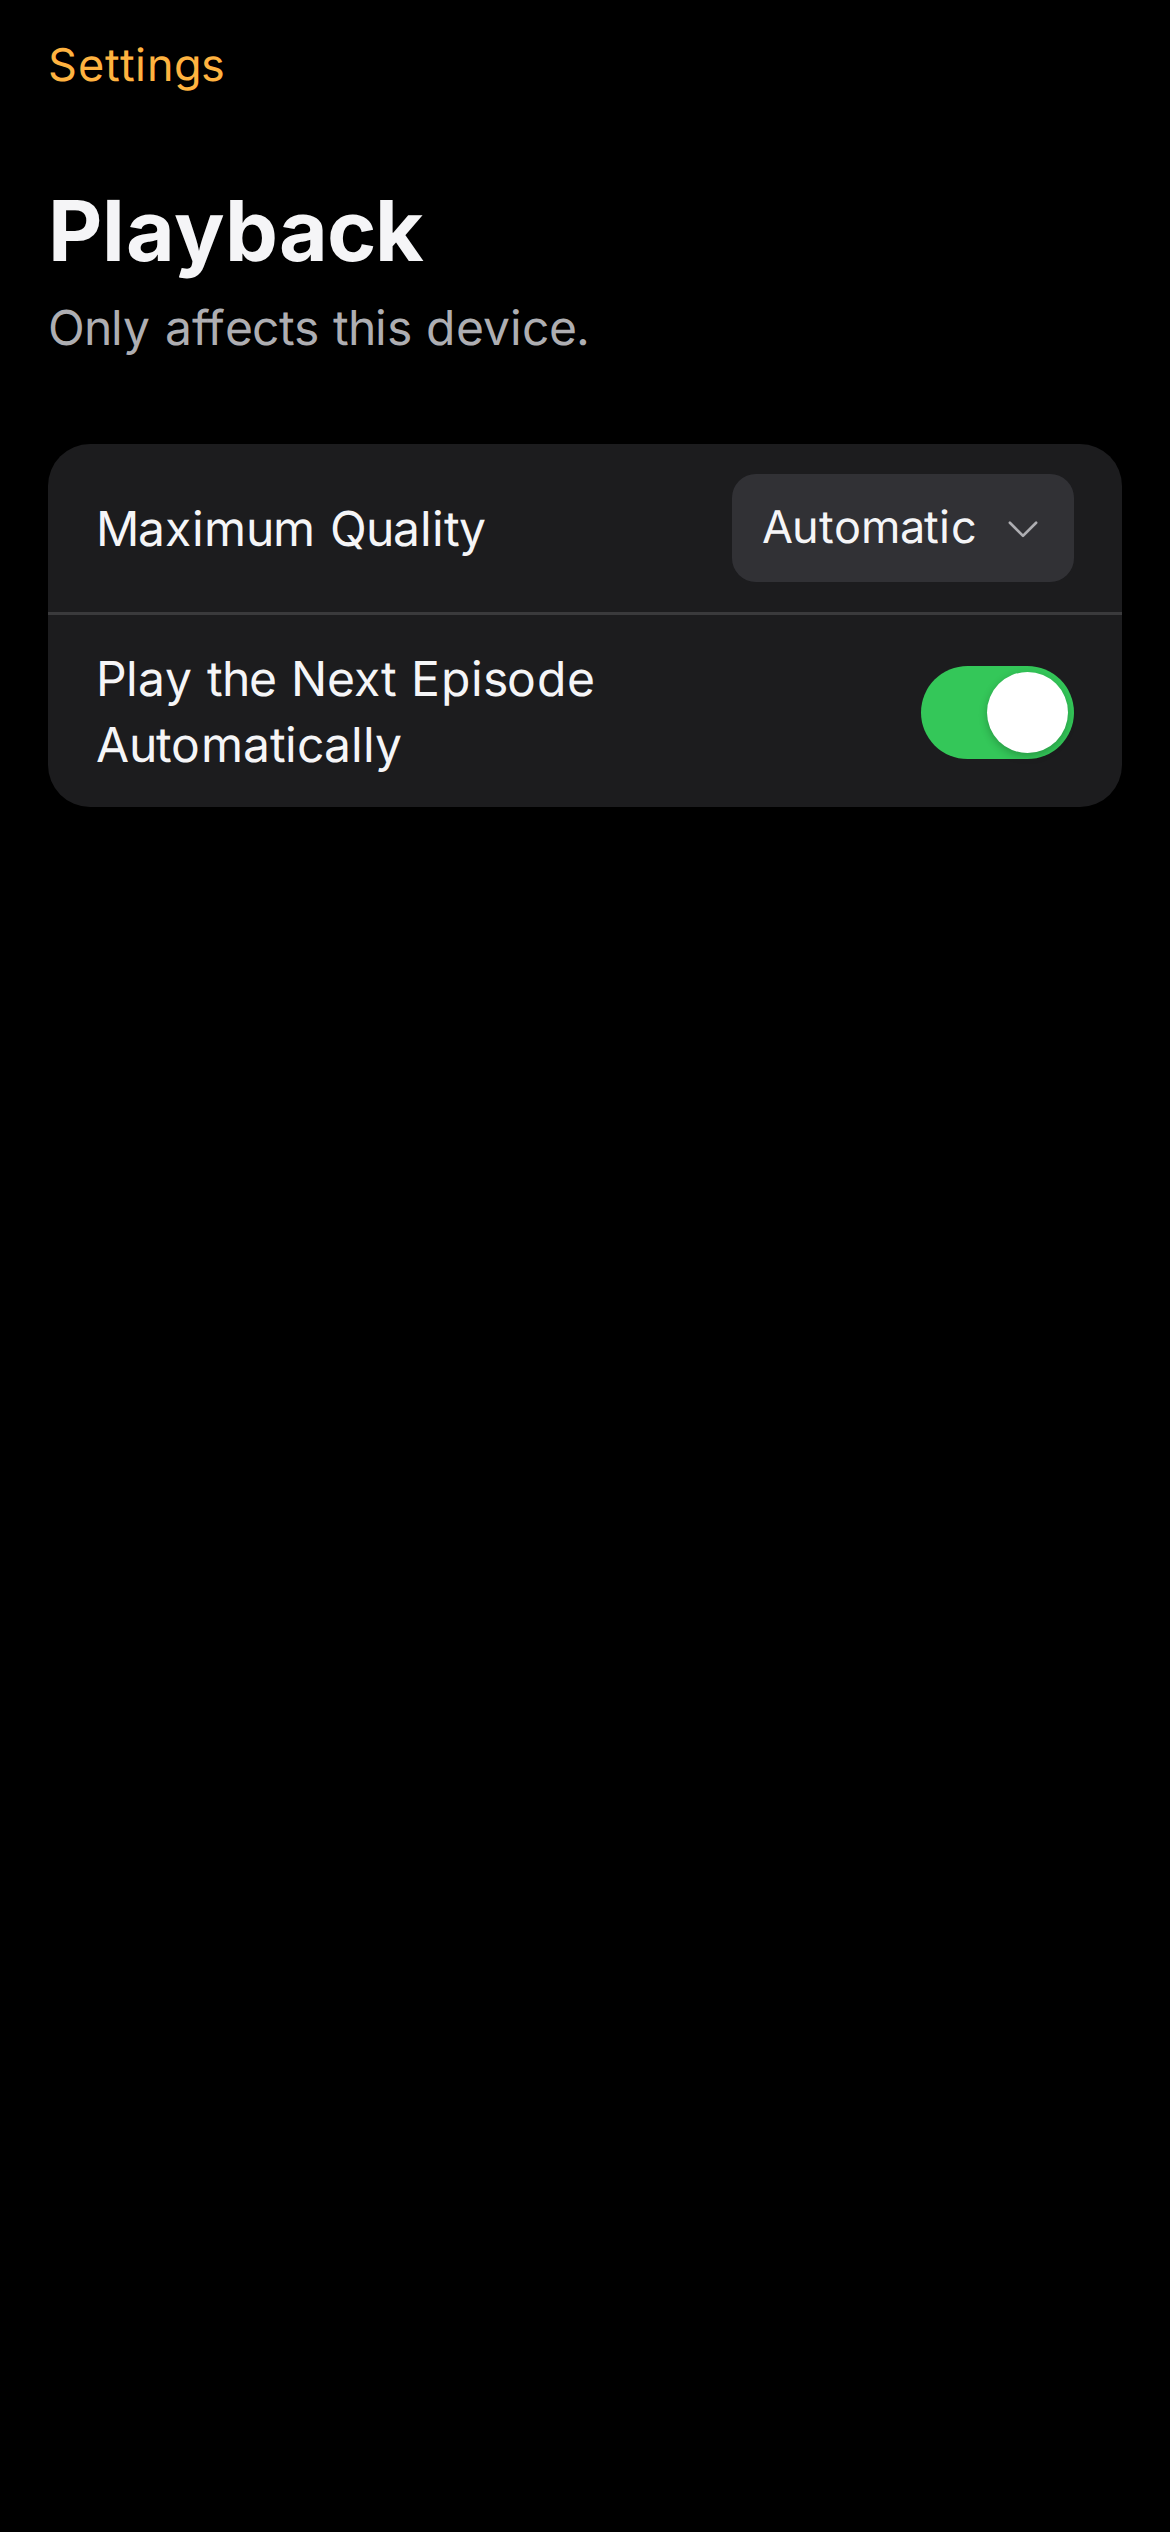 Settings
Playback
Only affects this device.
Maximum Quality
Automatic
Play the Next Episode
Automatically